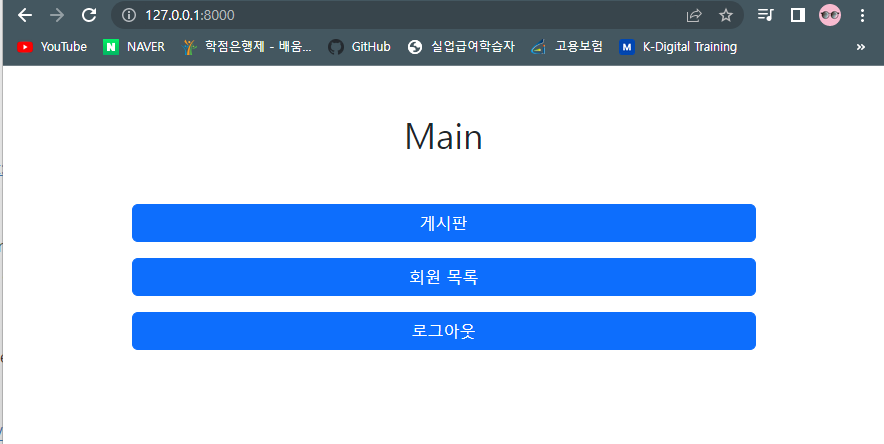 127.0.0.1:8000
YouTube NAVER 학점은행제 - 배움... GitHub 실업급여학습자 고용보험 K-Digital Training »
Main
게시판
회원 목록
로그아웃